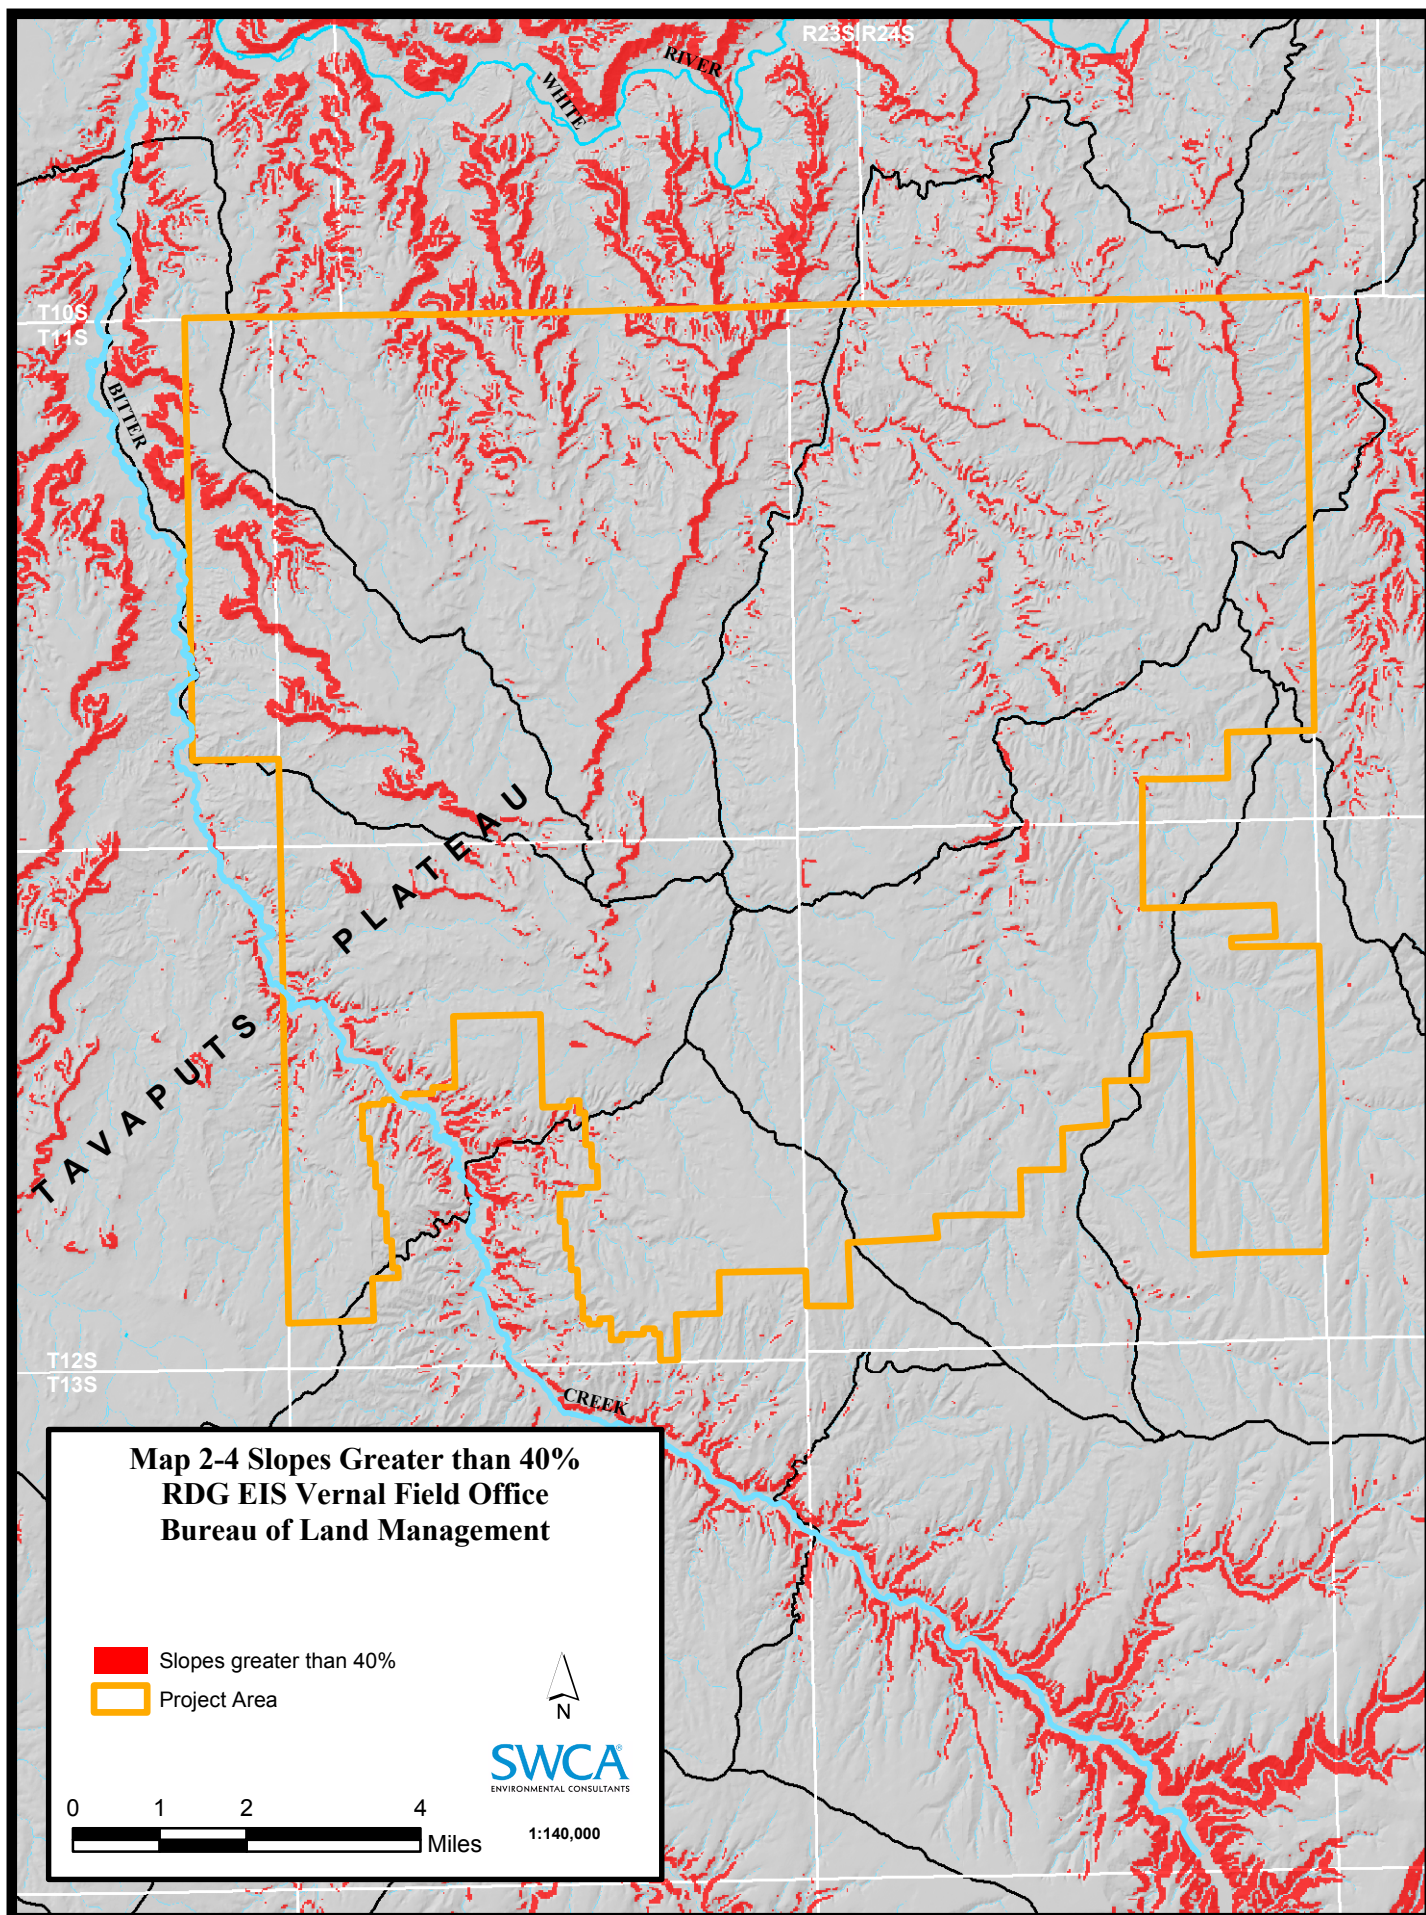 R23S|R24S
RIVER
WHITE
T10S
T11S
BITTER
TAVAPUTS PLATEAU
T12S
T13S
CREEK
Map 2-4 Slopes Greater than 40%
RDG EIS Vernal Field Office
Bureau of Land Management
Slopes greater than 40%
Project Area
N
SWCA®
ENVIRONMENTAL CONSULTANTS
0 1 2 4
Miles
1:140,000